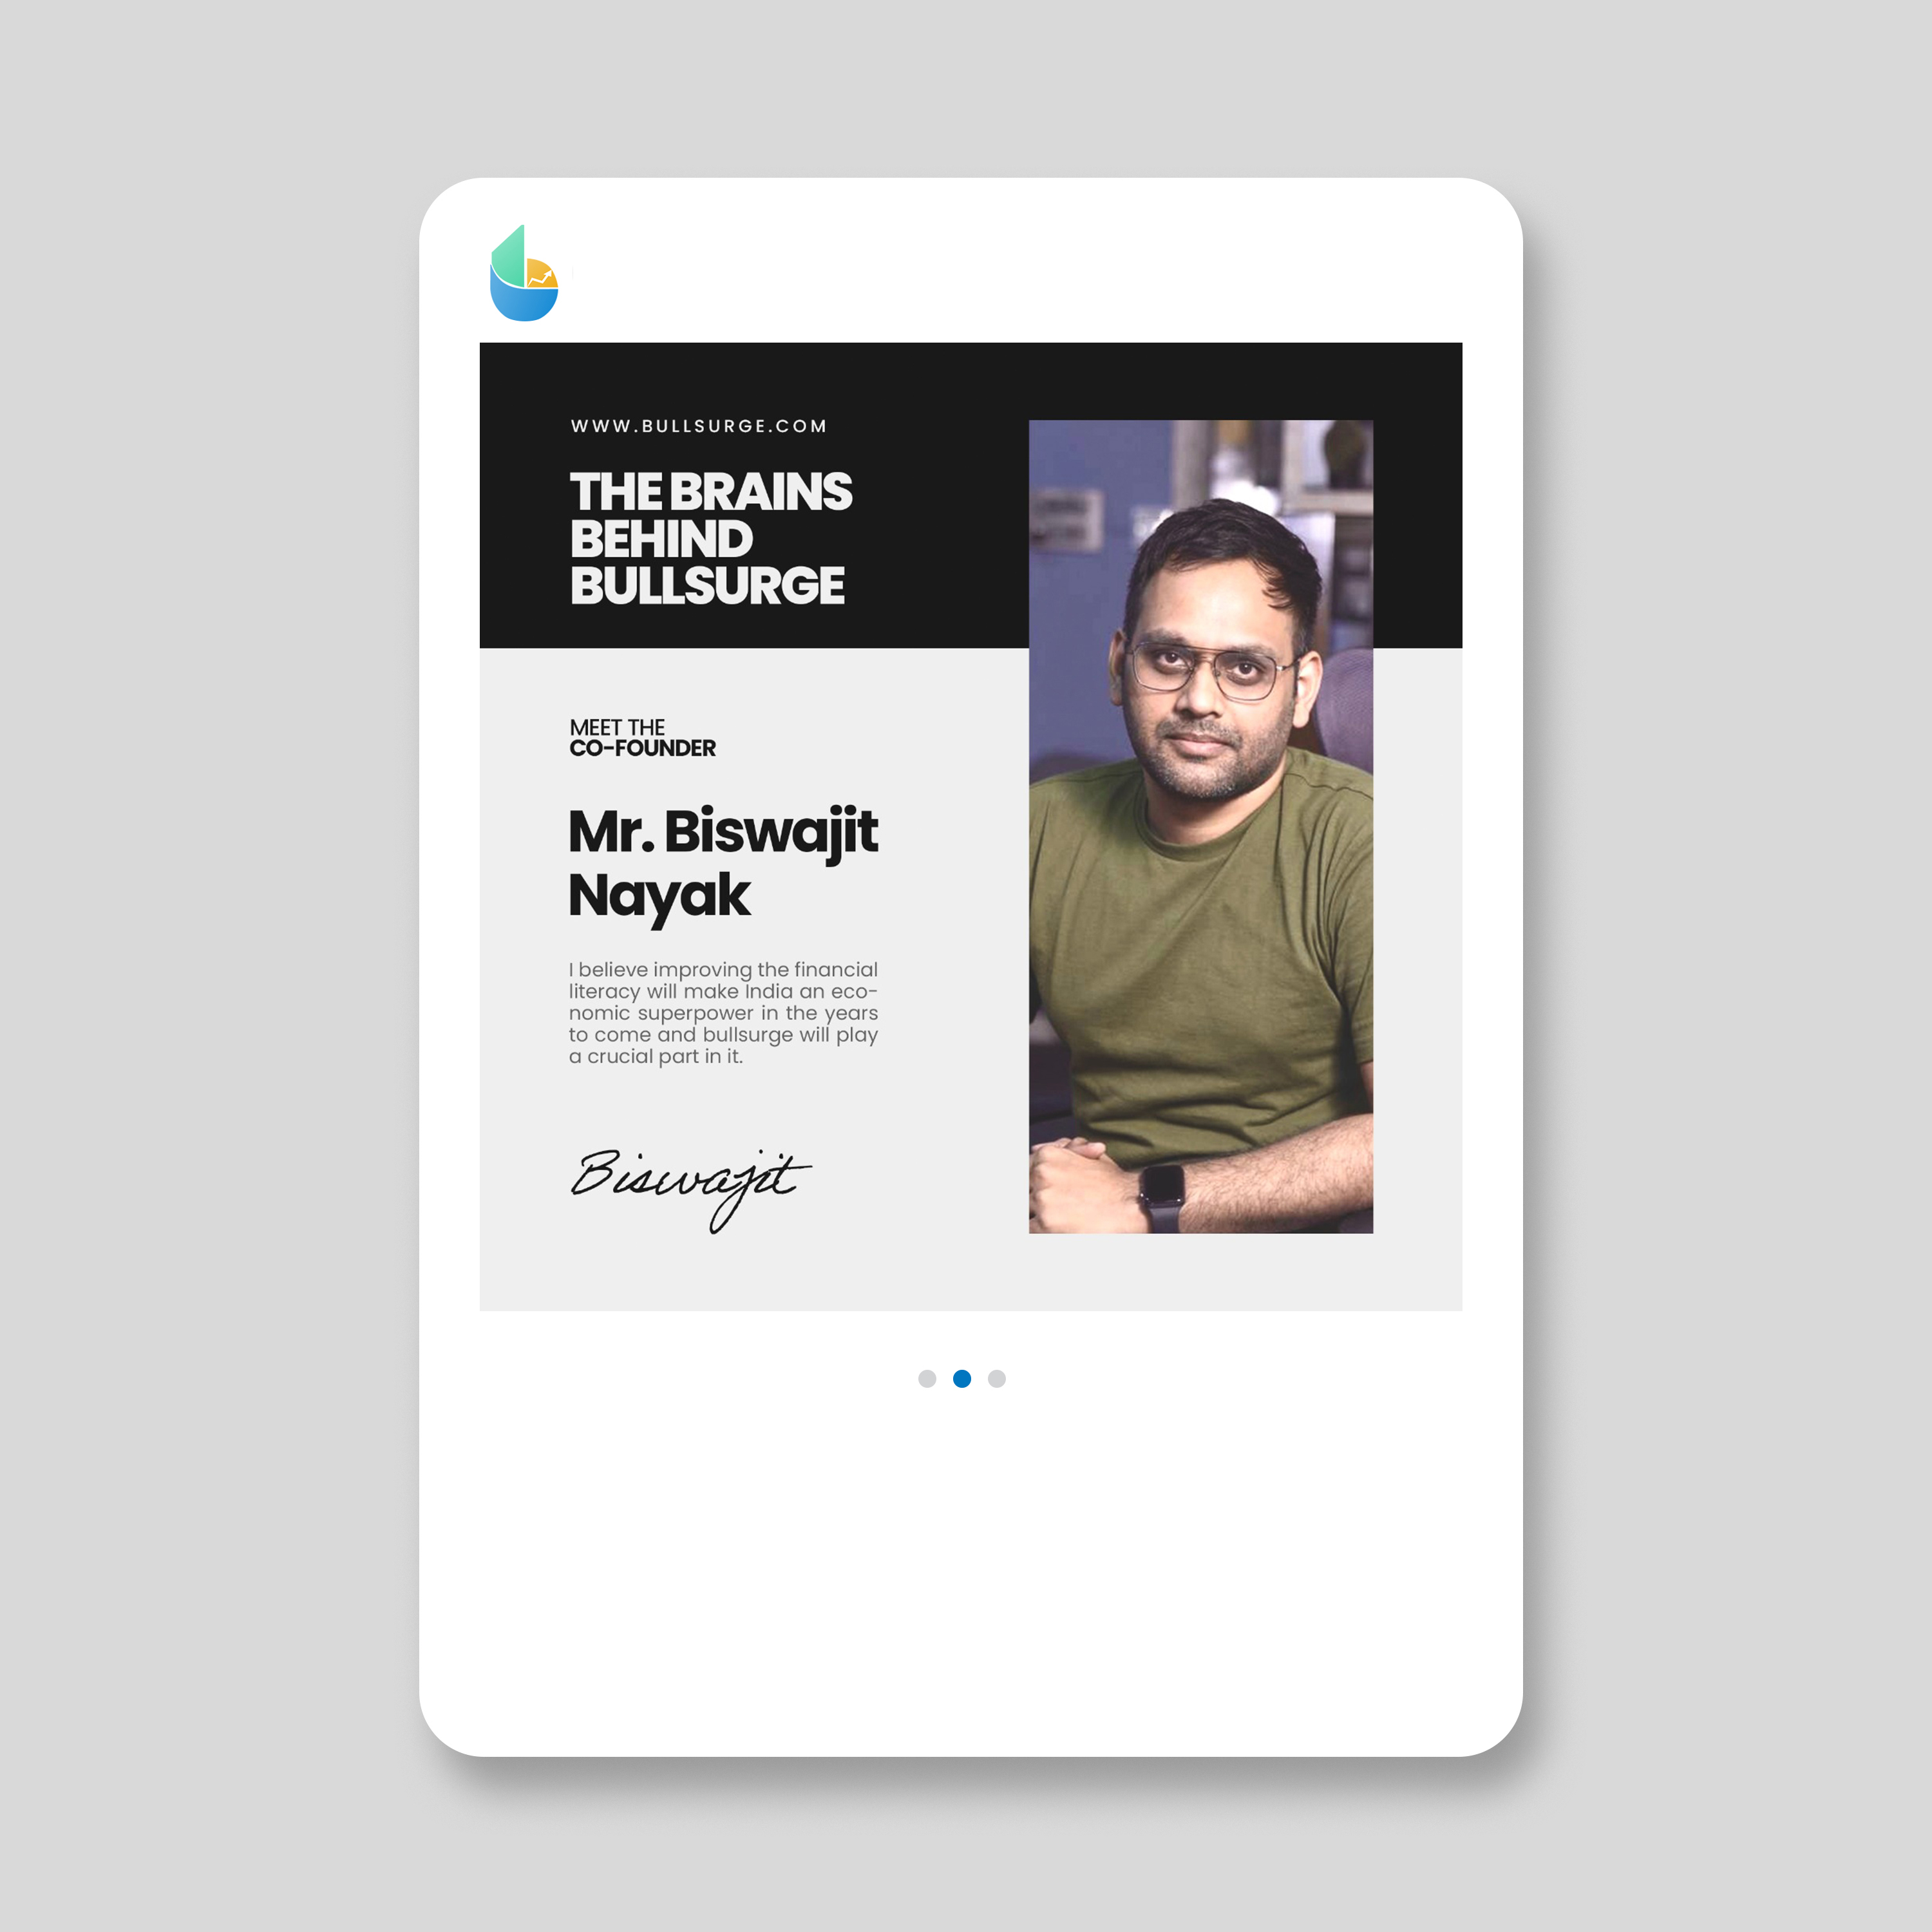 WWW.BULLSURGE.COM
THE BRAINS
BEHIND
BULLSURGE
MEET THE
CO-FOUNDER
Mr. Biswajit
Nayak
I believe improving the financial
literacy will make India an eco-
nomic superpower in the years
to come and bullsurge will play
a crucial part in it.
Biswajit